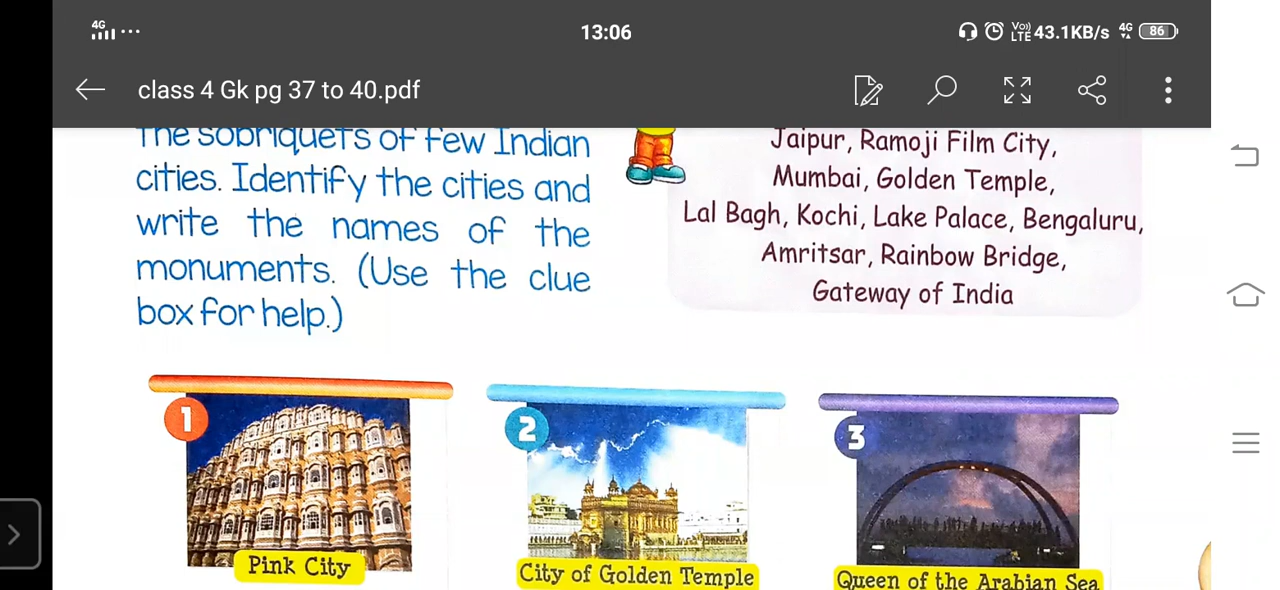 4G
13:06
Vo))
LTE 43.1KB/s 4G 86
class 4 Gk pg 37 to 40.pdf
The sobriquets of few Indian
cities. Identify the cities and
write the names of the
monuments. (Use the clue
box for help.)
Jaipur, Ramoji Film City,
Mumbai, Golden Temple,
Lal Bagh, Kochi, Lake Palace, Bengaluru,
Amritsar, Rainbow Bridge,
Gateway of India
1
Pink City
2
City of Golden Temple
3
Queen of the Arabian Sea